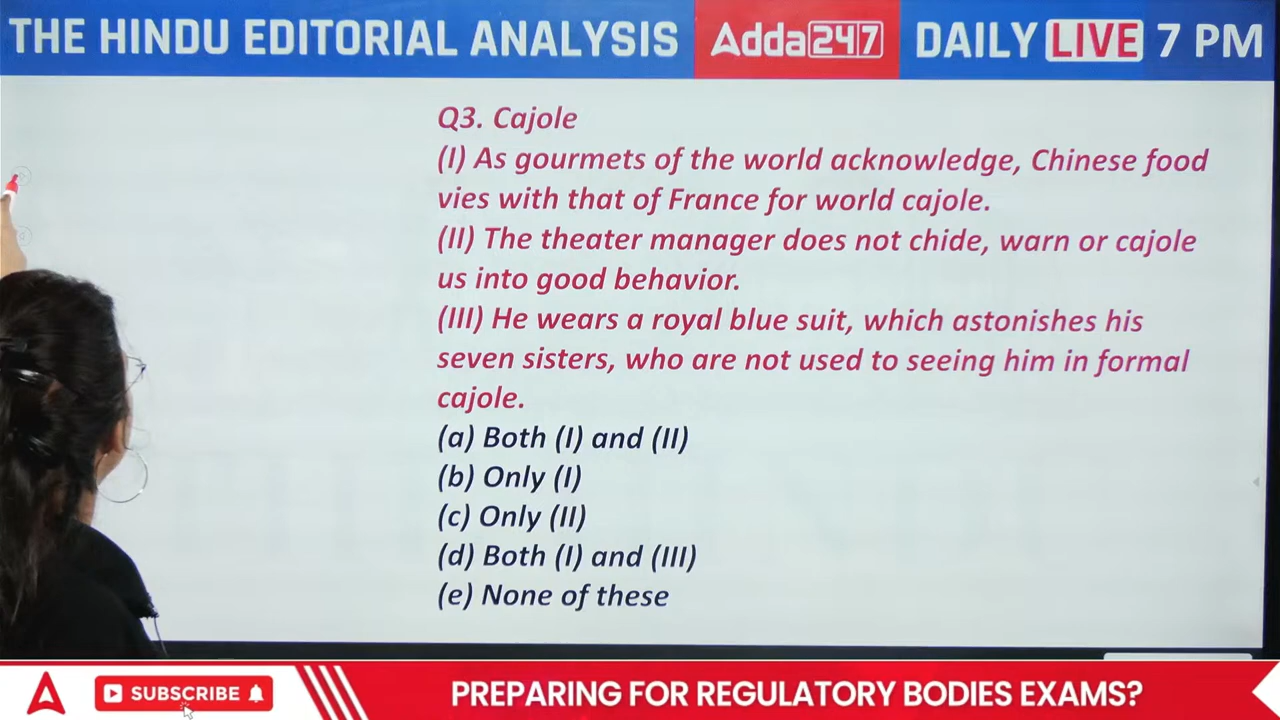 THE HINDU EDITORIAL ANALYSIS Adda247 DAILY LIVE 7 PM
Q3. Cajole
(I) As gourmets of the world acknowledge, Chinese food
vies with that of France for world cajole.
(II) The theater manager does not chide, warn or cajole
us into good behavior.
(III) He wears a royal blue suit, which astonishes his
seven sisters, who are not used to seeing him in formal
cajole.
(a) Both (I) and (II)
(b) Only (I)
(c) Only (II)
(d) Both (I) and (III)
(e) None of these
SUBSCRIBE
PREPARING FOR REGULATORY BODIES EXAMS?